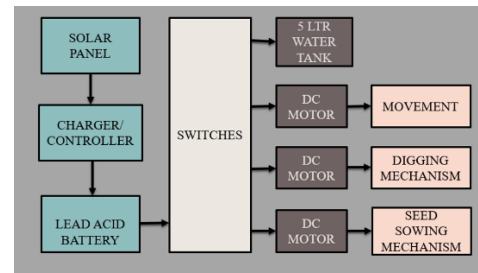 SOLAR
PANEL
CHARGER/
CONTROLLER
LEAD ACID
BATTERY
SWITCHES
5 LTR
WATER
TANK
DC
MOTOR
MOVEMENT
DC
MOTOR
DIGGING
MECHANISM
DC
MOTOR
SEED
SOWING
MECHANISM